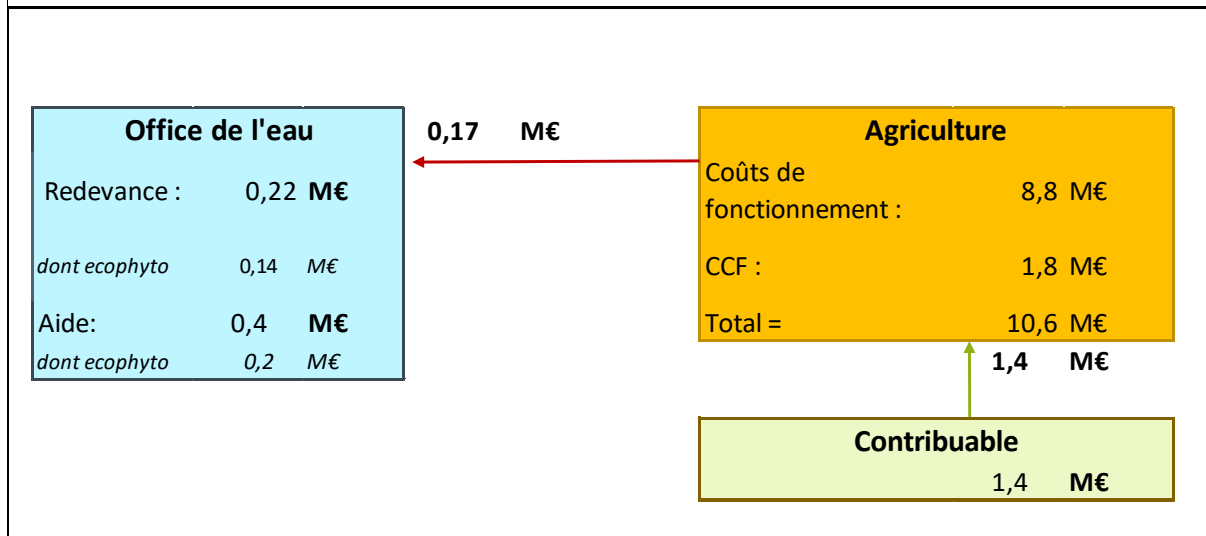 Office de l'eau
Redevance : 0,22 M€
dont ecophyto 0,14 M€
Aide: 0,4 M€
dont ecophyto 0,2 M€
0,17 M€
Agriculture
Coûts de
fonctionnement : 8,8 M€
CCF : 1,8 M€
Total = 10,6 M€
1,4 M€
Contribuable
1,4 M€